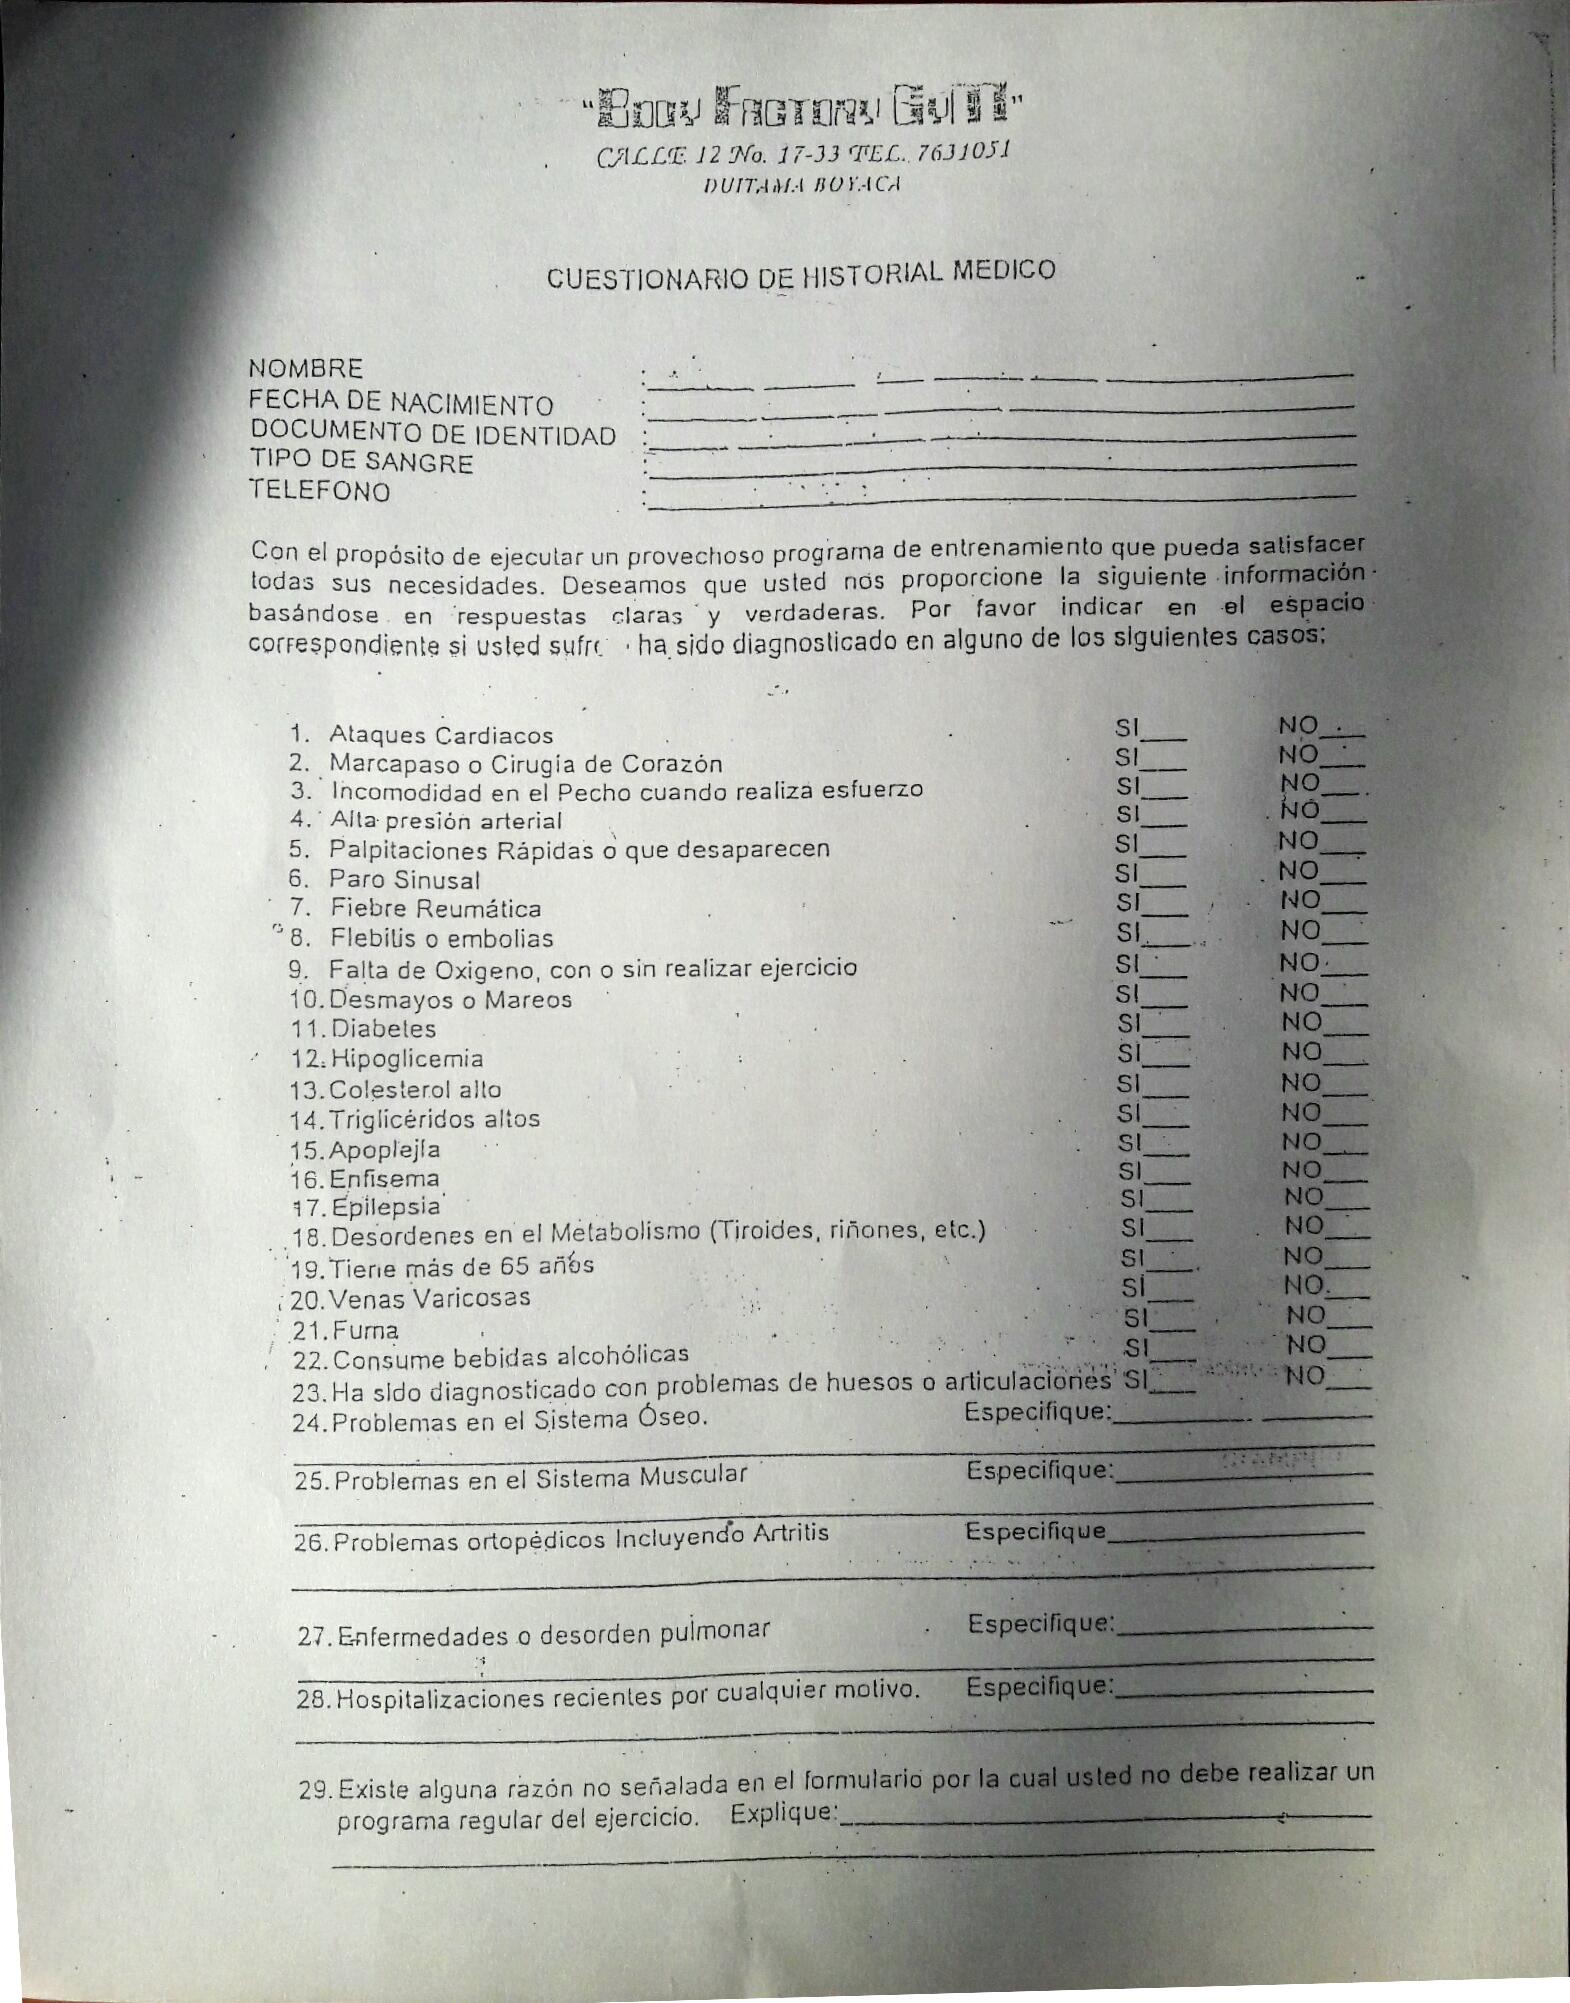 "BODY FACTORY GYM"
CALLE 12 No. 17-33 TEL. 7631051
DUITAMA BOYACA
CUESTIONARIO DE HISTORIAL MEDICO
NOMBRE :
FECHA DE NACIMIENTO :
DOCUMENTO DE IDENTIDAD :
TIPO DE SANGRE :
TELEFONO :
Con el propósito de ejecutar un provechoso programa de entrenamiento que pueda satisfacer
todas sus necesidades. Deseamos que usted nos proporcione la siguiente información
basándose en respuestas claras y verdaderas. Por favor indicar en el espacio
correspondiente si usted ha sido diagnosticado en alguno de los siguientes casos:
1. Ataques Cardiacos SI___ NO___
2. Marcapaso o Cirugía de Corazón SI___ NO___
3. Incomodidad en el Pecho cuando realiza esfuerzo SI___ NO___
4. Alta presión arterial SI___ NO___
5. Palpitaciones Rápidas o que desaparecen SI___ NO___
6. Paro Sinusal SI___ NO___
7. Fiebre Reumática SI___ NO___
8. Flebitis o embolias SI___ NO___
9. Falta de Oxigeno, con o sin realizar ejercicio SI___ NO___
10. Desmayos o Mareos SI___ NO___
11. Diabetes SI___ NO___
12. Hipoglicemia SI___ NO___
13. Colesterol alto SI___ NO___
14. Triglicéridos altos SI___ NO___
15. Apoplejía SI___ NO___
16. Enfisema SI___ NO___
17. Epilepsia SI___ NO___
18. Desordenes en el Metabolismo (Tiroides, riñones, etc.) SI___ NO___
19. Tiene más de 65 años SI___ NO___
20. Venas Varicosas SI___ NO___
21. Fuma SI___ NO___
22. Consume bebidas alcohólicas SI___ NO___
23. Ha sido diagnosticado con problemas de huesos o articulaciones SI___ NO___
24. Problemas en el Sistema Óseo. Especifique:
25. Problemas en el Sistema Muscular Especifique:
26. Problemas ortopédicos Incluyendo Artritis Especifique
27. Enfermedades o desorden pulmonar Especifique:
28. Hospitalizaciones recientes por cualquier motivo. Especifique:
29. Existe alguna razón no señalada en el formulario por la cual usted no debe realizar un
programa regular del ejercicio. Explique: